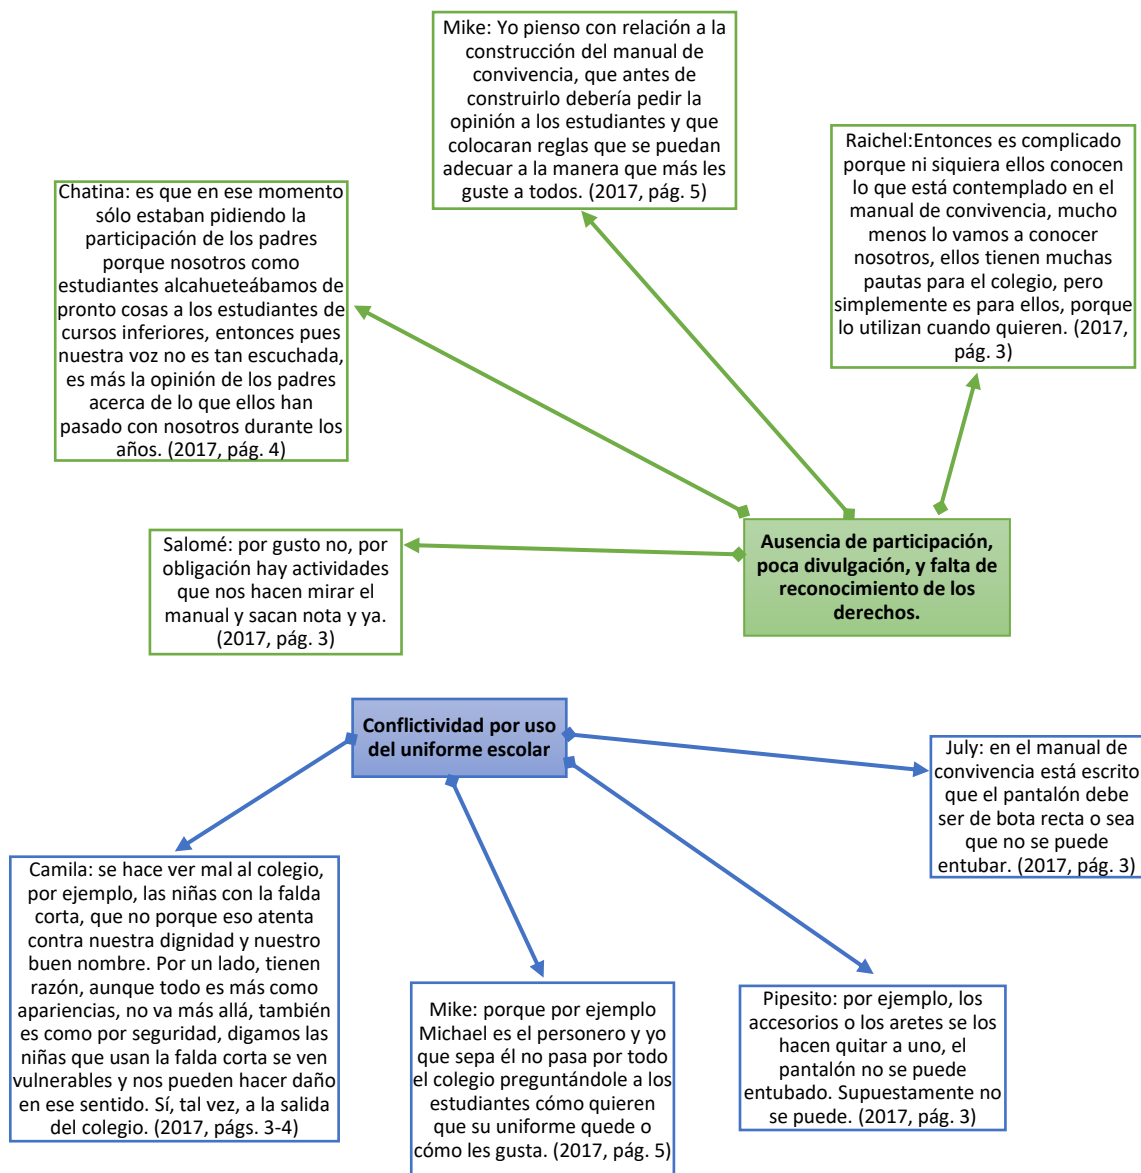 Mike: Yo pienso con relación a la
construcción del manual de
convivencia, que antes de
construirlo debería pedir la
opinión a los estudiantes y que
colocaran reglas que se puedan
adecuar a la manera que más les
guste a todos. (2017, pág. 5)
Raichel:Entonces es complicado
porque ni siquiera ellos conocen
lo que está contemplado en el
manual de convivencia, mucho
menos lo vamos a conocer
nosotros, ellos tienen muchas
pautas para el colegio, pero
simplemente es para ellos, porque
lo utilizan cuando quieren. (2017,
pág. 3)
Chatina: es que en ese momento
sólo estaban pidiendo la
participación de los padres
porque nosotros como
estudiantes alcahueteábamos de
pronto cosas a los estudiantes de
cursos inferiores, entonces pues
nuestra voz no es tan escuchada,
es más la opinión de los padres
acerca de lo que ellos han
pasado con nosotros durante los
años. (2017, pág. 4)
Salomé: por gusto no, por
obligación hay actividades
que nos hacen mirar el
manual y sacan nota y ya.
(2017, pág. 3)
Ausencia de participación,
poca divulgación, y falta de
reconocimiento de los
derechos.
Conflictividad por uso
del uniforme escolar
July: en el manual de
convivencia está escrito
que el pantalón debe
ser de bota recta o sea
que no se puede
entubar. (2017, pág. 3)
Camila: se hace ver mal al colegio,
por ejemplo, las niñas con la falda
corta, que no porque eso atenta
contra nuestra dignidad y nuestro
buen nombre. Por un lado, tienen
razón, aunque todo es más como
apariencias, no va más allá, también
es como por seguridad, digamos las
niñas que usan la falda corta se ven
vulnerables y nos pueden hacer daño
en ese sentido. Sí, tal vez, a la salida
del colegio. (2017, págs. 3-4)
Mike: porque por ejemplo
Michael es el personero y yo
que sepa él no pasa por todo
el colegio preguntándole a los
estudiantes cómo quieren
que su uniforme quede o
cómo les gusta. (2017, pág. 5)
Pipesito: por ejemplo, los
accesorios o los aretes se los
hacen quitar a uno, el
pantalón no se puede
entubado. Supuestamente no
se puede. (2017, pág. 3)